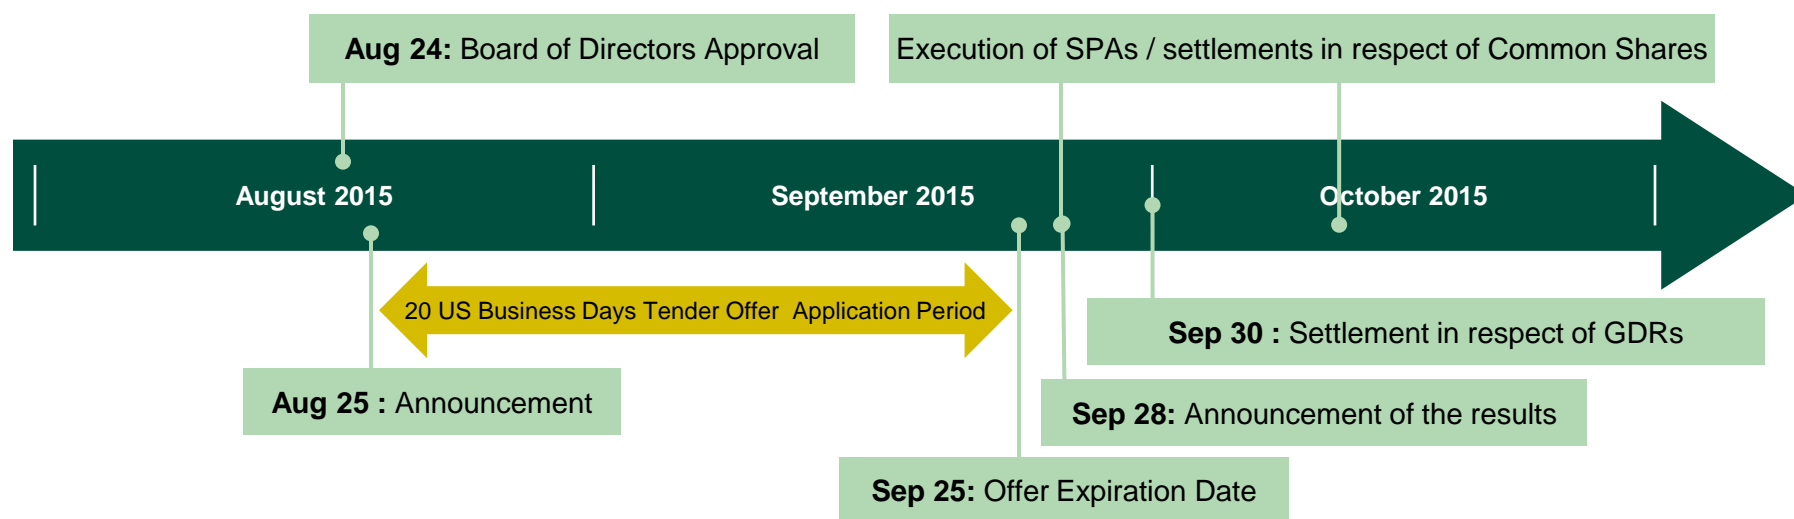 Aug 24: Board of Directors Approval
Execution of SPAs / settlements in respect of Common Shares
August 2015
September 2015
October 2015
20 US Business Days Tender Offer Application Period
Sep 30 : Settlement in respect of GDRs
Aug 25 : Announcement
Sep 28: Announcement of the results
Sep 25: Offer Expiration Date